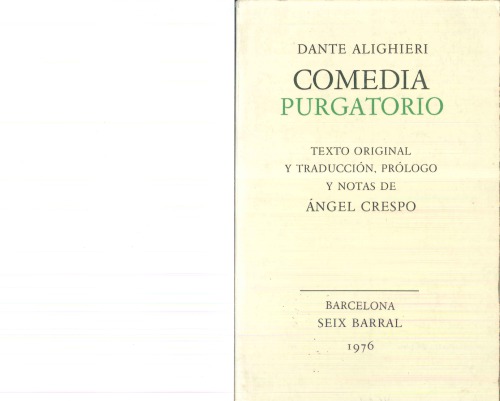 DANTE ALIGHIERI
COMEDIA
PURGATORIO
TEXTO ORIGINAL
Y TRADUCCIÓN, PRÓLOGO
Y NOTAS DE
ÁNGEL CRESPO
BARCELONA
SEIX BARRAL
1976